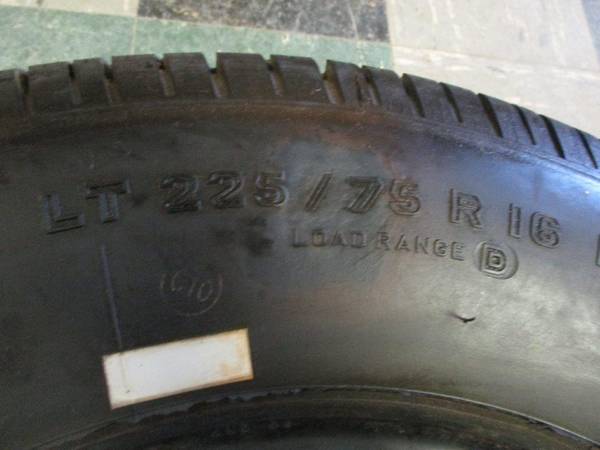 LT 225/75 R 16
LOAD RANGE D